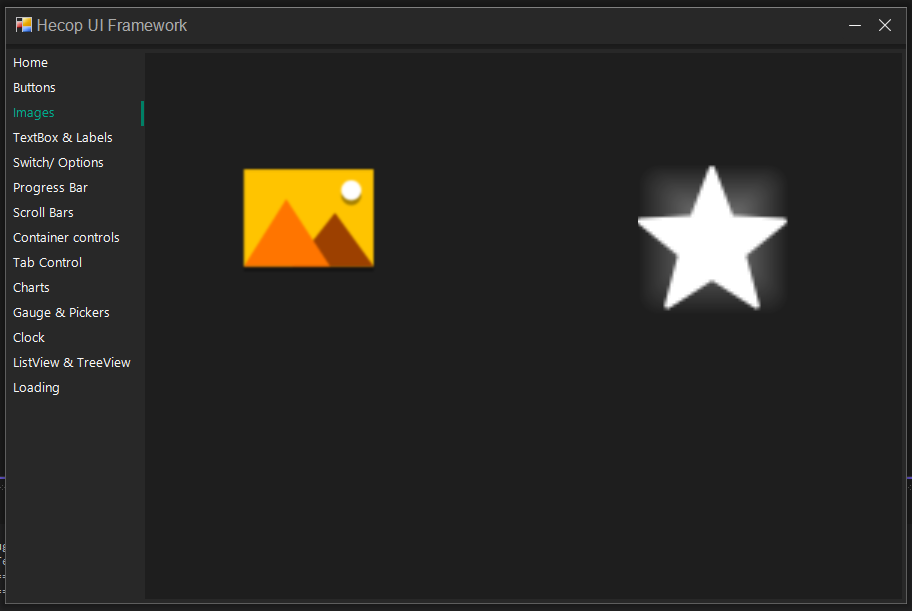 Hecop UI Framework
Home
Buttons
Images
TextBox & Labels
Switch/ Options
Progress Bar
Scroll Bars
Container controls
Tab Control
Charts
Gauge & Pickers
Clock
ListView & TreeView
Loading